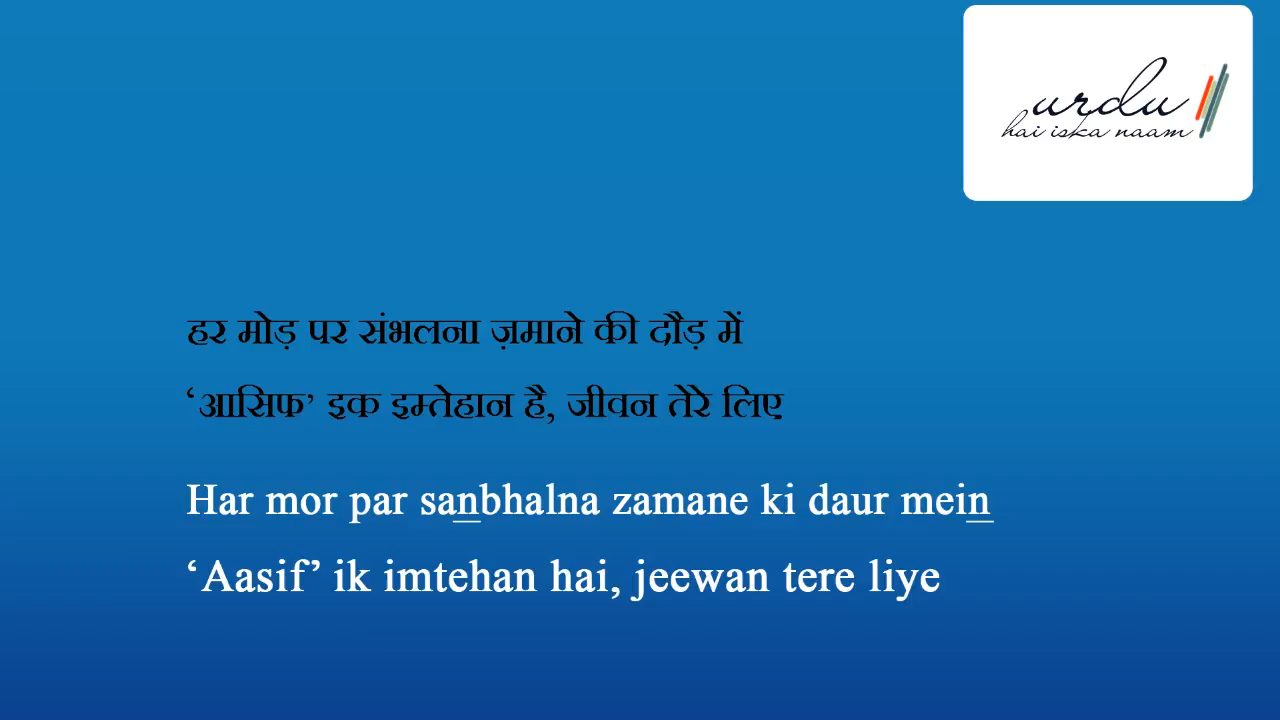 urdu
hai iska naam
हर मोड़ पर संभलना ज़माने की दौड़ में
‘आसिफ’ इक इम्तेहान है, जीवन तेरे लिए
Har mor par sanbhalna zamane ki daur mein
‘Aasif’ ik imtehan hai, jeewan tere liye